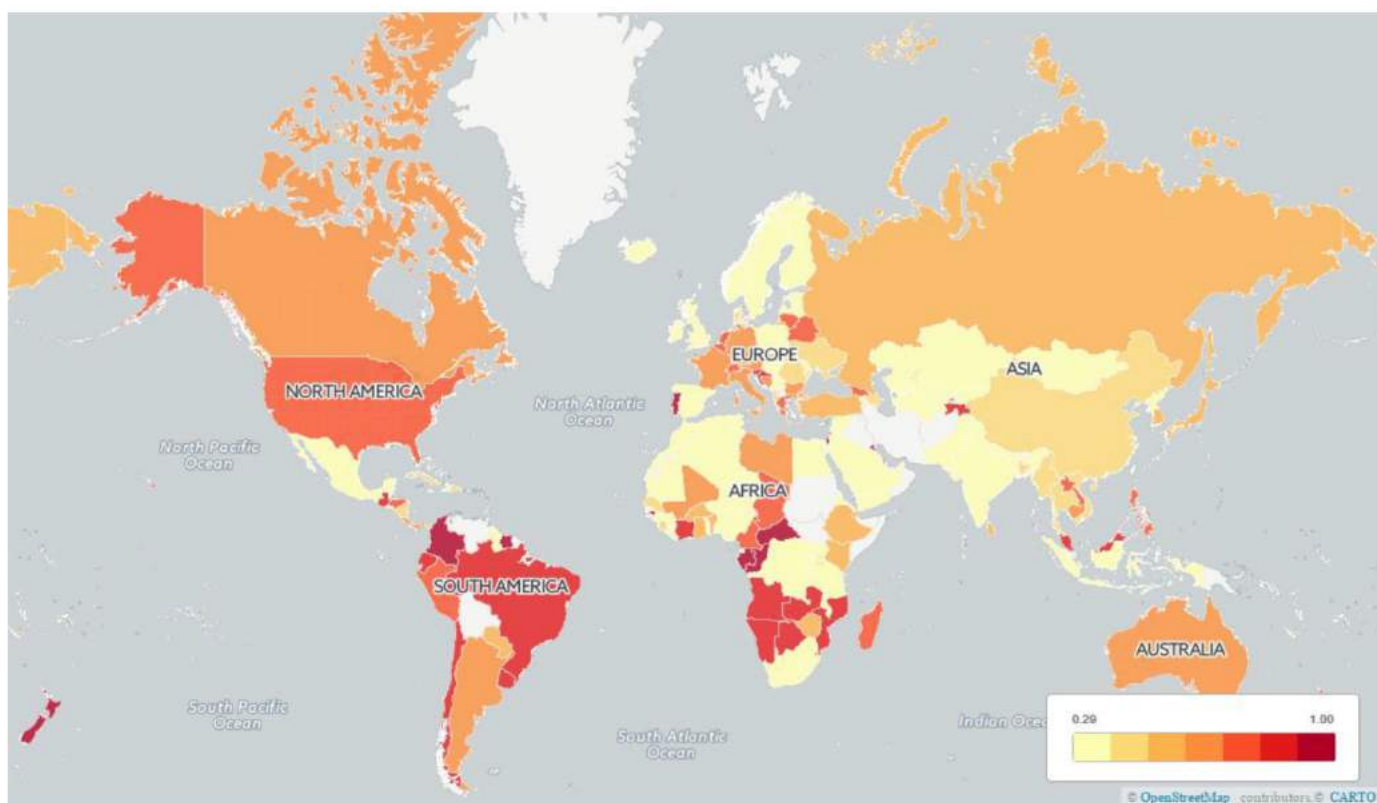 NORTH AMERICA
EUROPE
ASIA
North Atlantic
Ocean
North Pacific
Ocean
AFRICA
SOUTH AMERICA
AUSTRALIA
South Pacific
Ocean
South Atlantic
Ocean
Indian Ocea
0.29 1.00
© OpenStreetMap contributors © CARTO